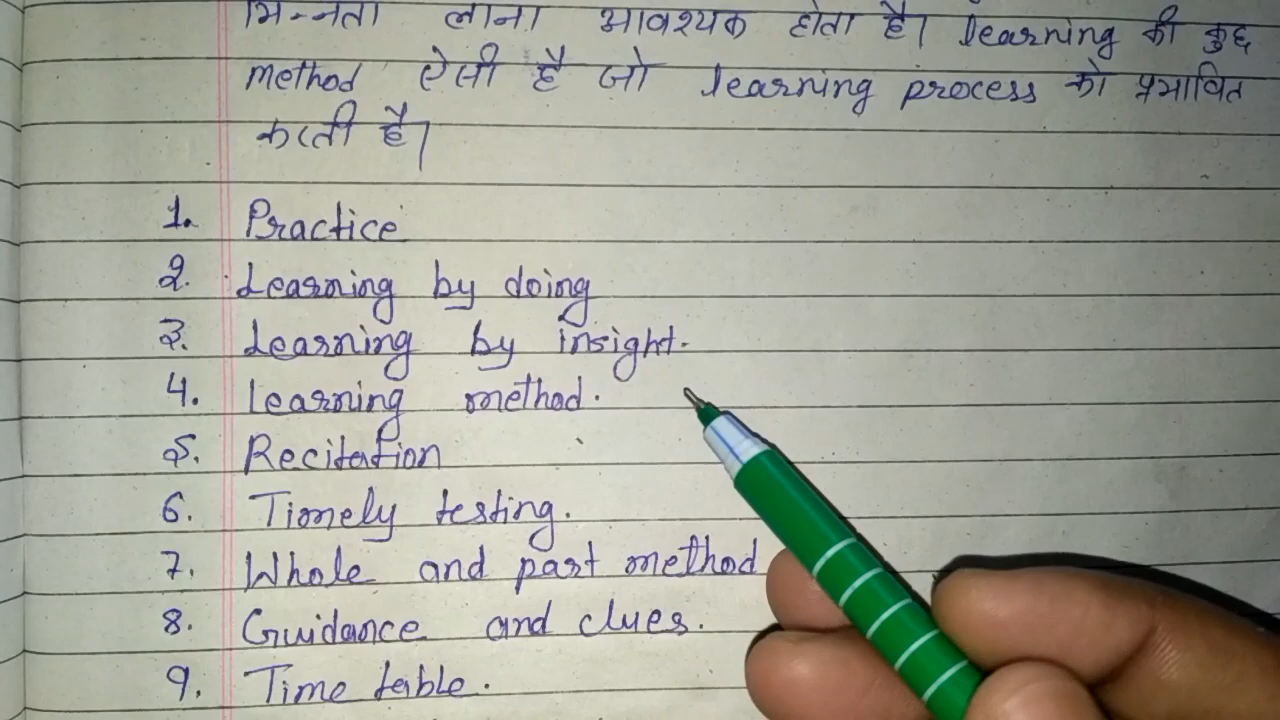 भिन्नता लाना आवश्यक होता है। learning की कुछ
method ऐसी है जो learning process को प्रभावित
करती है।
1. Practice
2. Learning by doing
3. Learning by insight.
4. Learning method.
5. Recitation
6. Timely testing.
7. Whole and part method
8. Guidance and clues.
9. Time table.